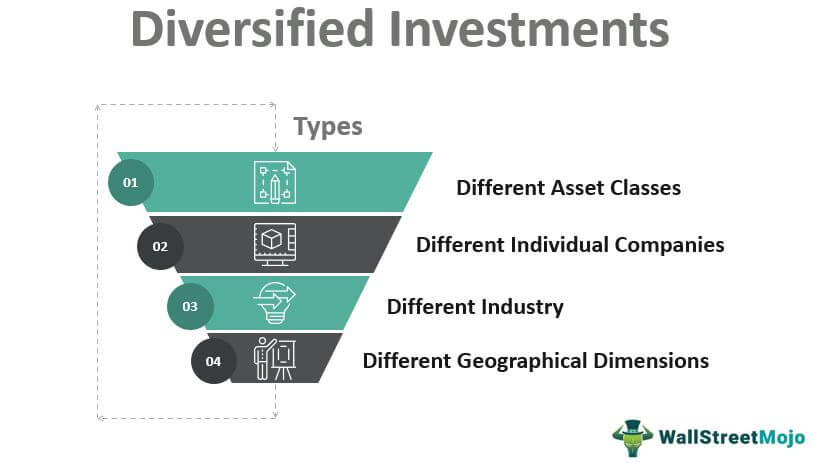 Diversified Investments
Types
01
Different Asset Classes
02
Different Individual Companies
03
Different Industry
04
Different Geographical Dimensions
WallStreetMojo